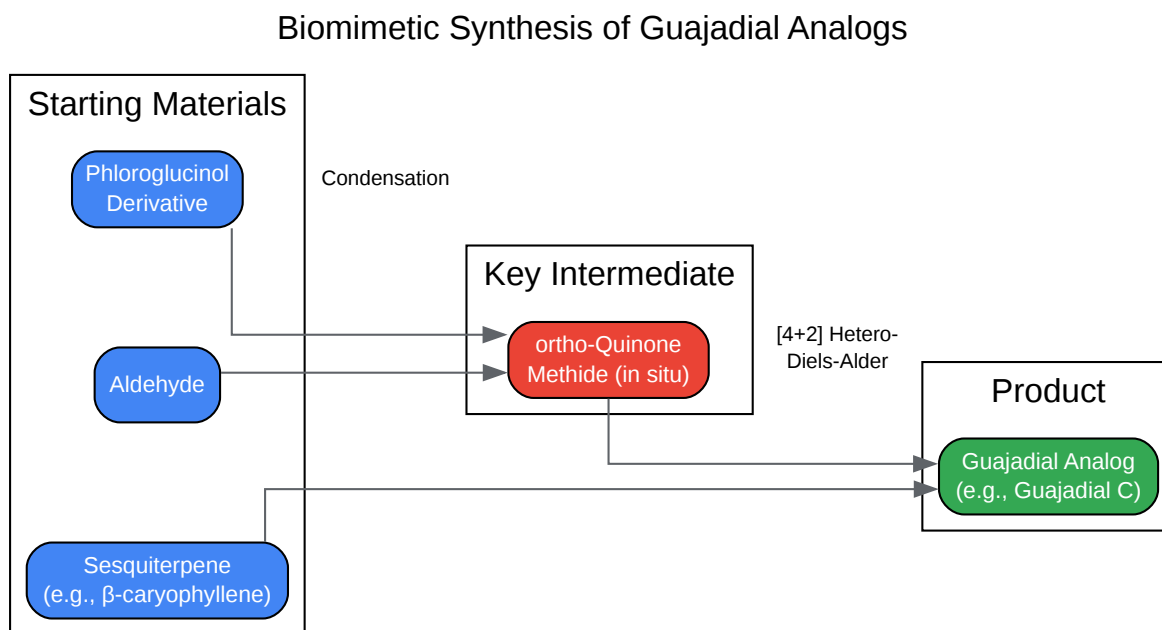 Biomimetic Synthesis of Guajadial Analogs
Starting Materials
Phloroglucinol
Derivative
Condensation
Aldehyde
Sesquiterpene
(e.g., β-caryophyllene)
Key Intermediate
ortho-Quinone
Methide (in situ)
[4+2] Hetero-
Diels-Alder
Product
Guajadial Analog
(e.g., Guajadial C)